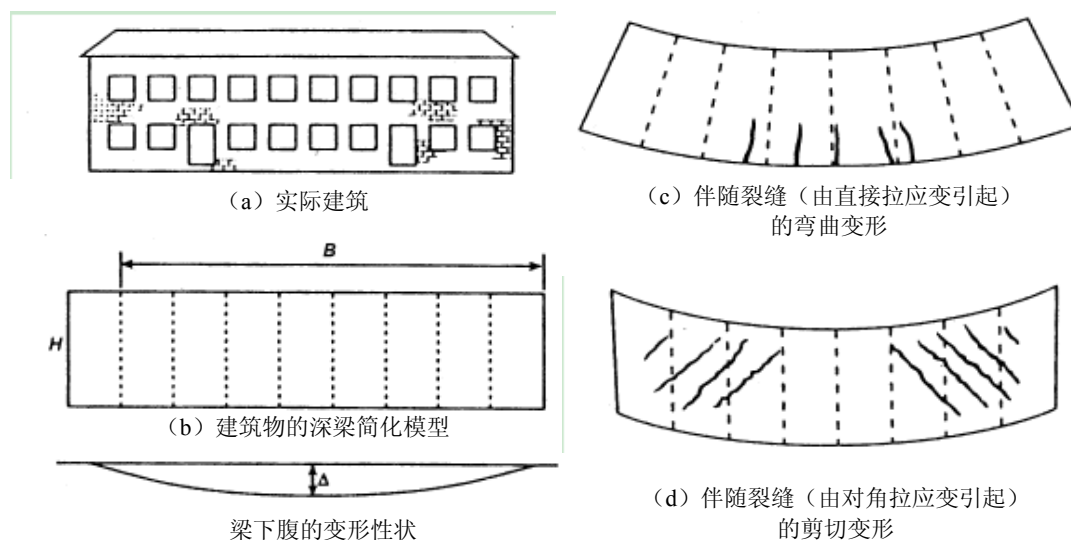 （a）实际建筑
B
H
（b）建筑物的深梁简化模型
Δ
梁下腹的变形性状
（c）伴随裂缝（由直接拉应变引起）
的弯曲变形
（d）伴随裂缝（由对角拉应变引起）
的剪切变形